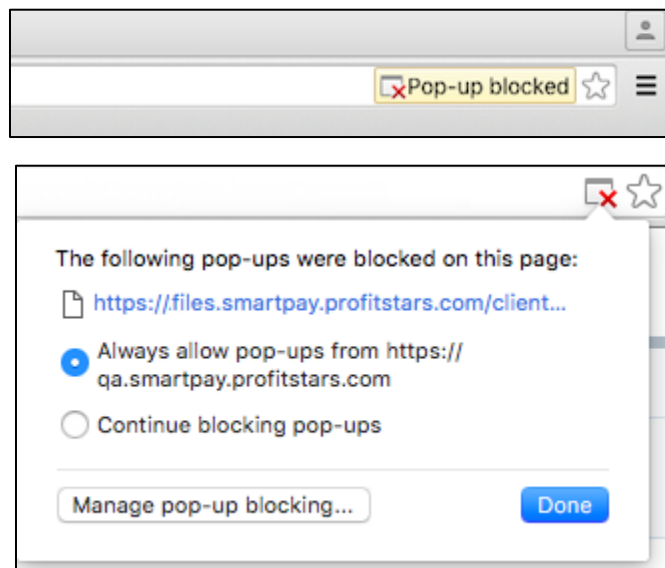 Pop-up blocked
The following pop-ups were blocked on this page:
https://files.smartpay.profitstars.com/client...
Always allow pop-ups from https://
qa.smartpay.profitstars.com
Continue blocking pop-ups
Manage pop-up blocking...
Done